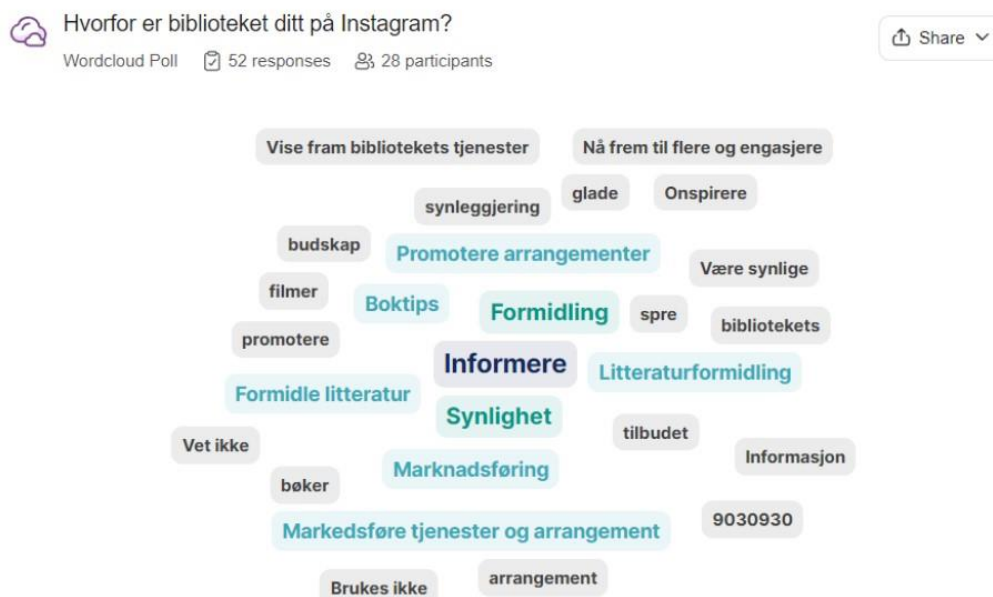 Hvorfor er biblioteket ditt på Instagram?
Share
Wordcloud Poll 52 responses 28 participants
Vise fram bibliotekets tjenester
Nå frem til flere og engasjere
glade
Onspirere
synleggjering
budskap
Promotere arrangementer
Være synlige
filmer
Boktips
Formidling
spre
bibliotekets
promotere
Informere
Litteraturformidling
Formidle litteratur
Synlighet
tilbudet
Vet ikke
Informasjon
Marknadsføring
bøker
9030930
Markedsføre tjenester og arrangement
arrangement
Brukes ikke